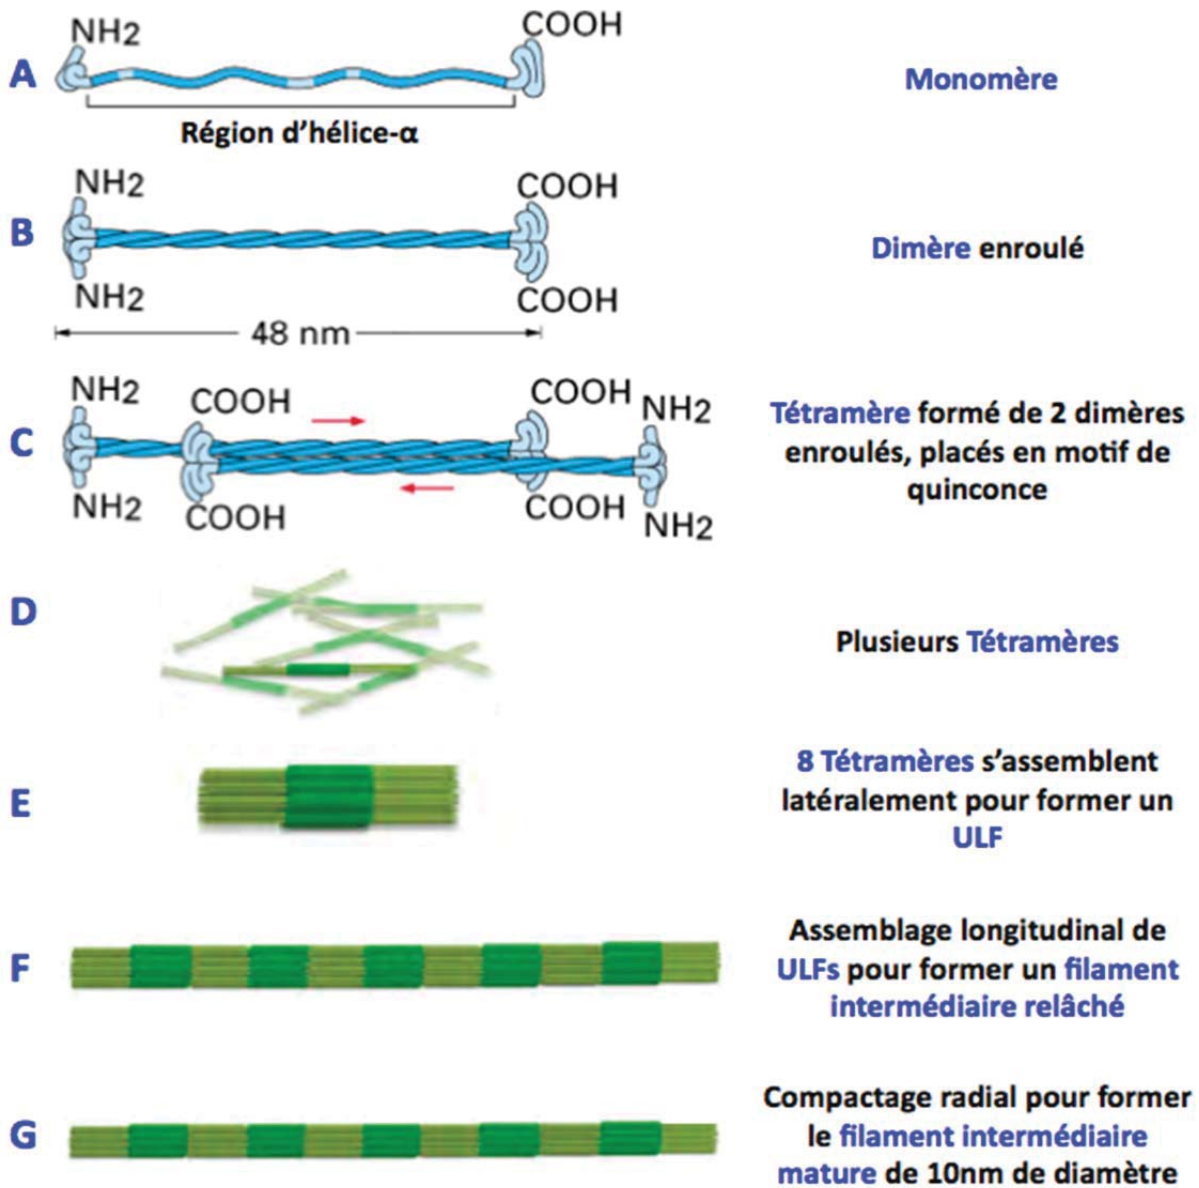 NH2
COOH
A
Monomère
Région d'hélice-α
NH2
COOH
B
Dimère enroulé
NH2
COOH
48 nm
NH2
COOH
COOH
NH2
C
Tétramère formé de 2 dimères
enroulés, placés en motif de
quinconce
NH2
COOH
COOH
NH2
D
Plusieurs Tétramères
E
8 Tétramères s'assemblent
latéralement pour former un
ULF
F
Assemblage longitudinal de
ULFs pour former un filament
intermédiaire relâché
G
Compactage radial pour former
le filament intermédiaire
mature de 10nm de diamètre